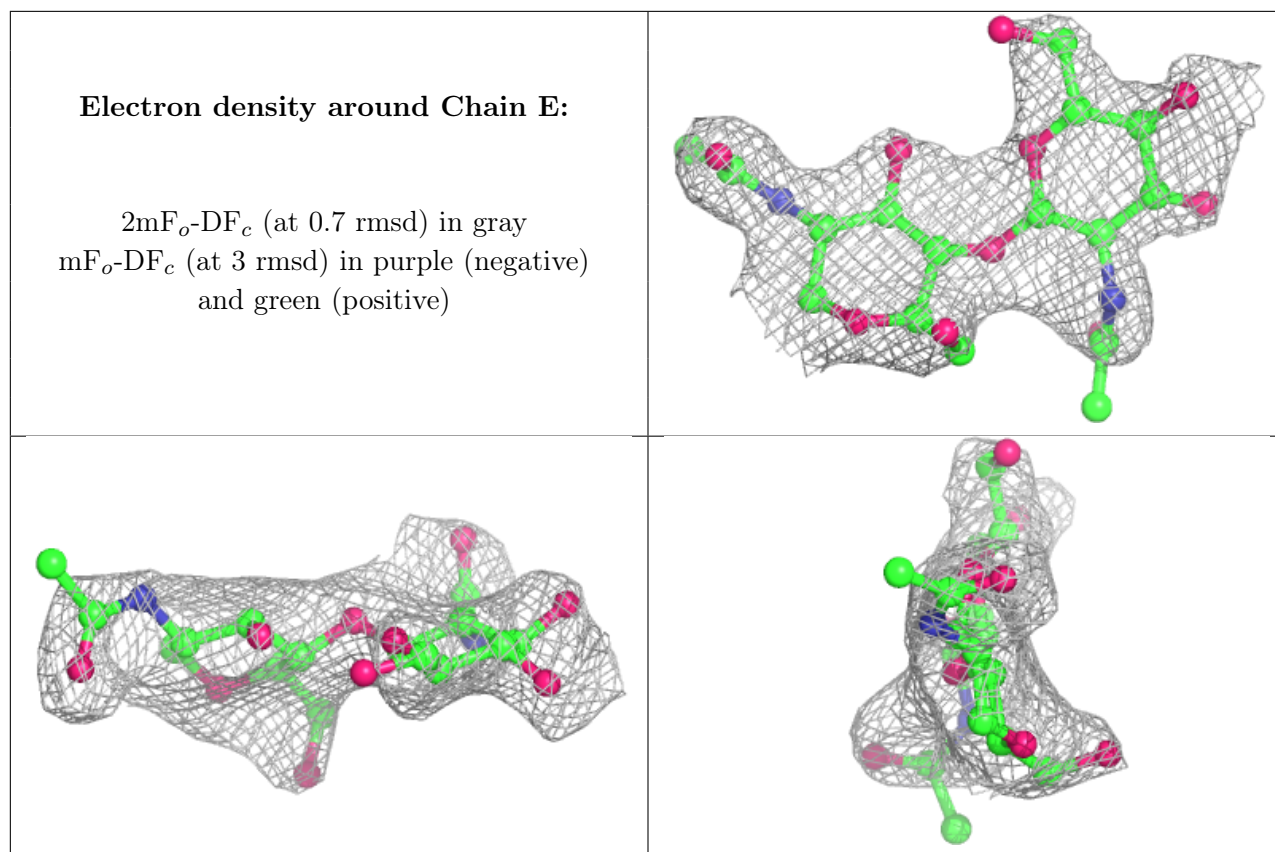 Electron density around Chain E:
2mFo-DFc (at 0.7 rmsd) in gray
mFo-DFc (at 3 rmsd) in purple (negative)
and green (positive)